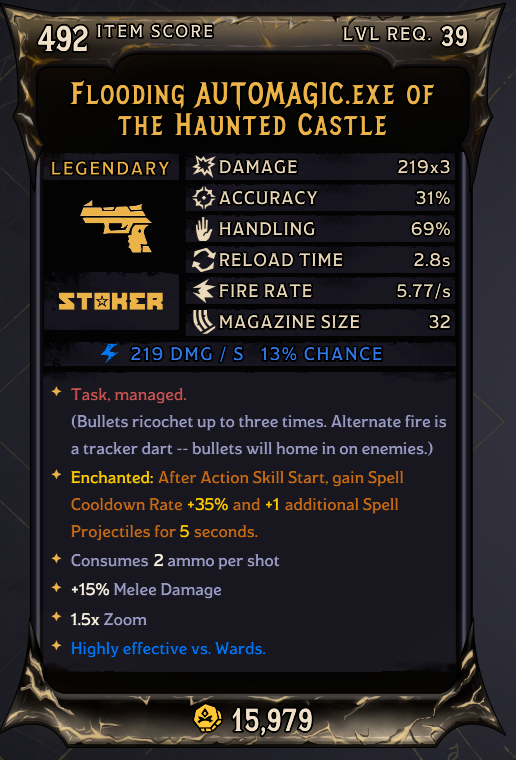 492 ITEM SCORE LVL REQ. 39
Flooding AUTOMAGIC.exe of
the Haunted Castle
LEGENDARY
STOKER
DAMAGE 219x3
ACCURACY 31%
HANDLING 69%
RELOAD TIME 2.8s
FIRE RATE 5.77/s
MAGAZINE SIZE 32
219 DMG / S 13% CHANCE
Task, managed.
(Bullets ricochet up to three times. Alternate fire is
a tracker dart -- bullets will home in on enemies.)
Enchanted: After Action Skill Start, gain Spell
Cooldown Rate +35% and +1 additional Spell
Projectiles for 5 seconds.
Consumes 2 ammo per shot
+15% Melee Damage
1.5x Zoom
Highly effective vs. Wards.
15,979